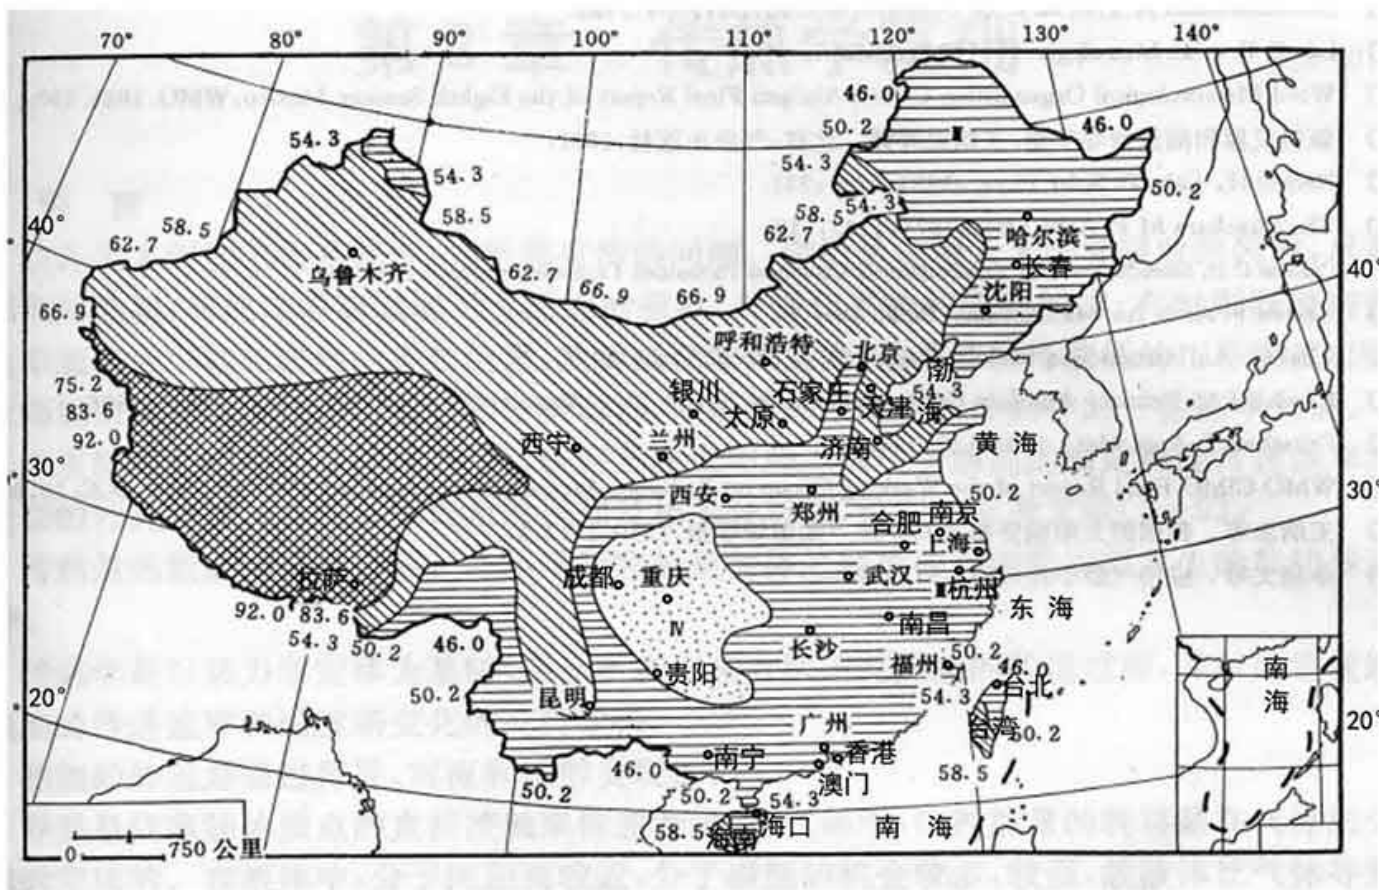 70° 80° 90° 100° 110° 120° 130° 140°
46.0
46.0
50.2
Ⅲ
54.3
54.3
54.3
50.2
54.3
58.5
58.5
62.7
哈尔滨
40°
62.7
58.5
乌鲁木齐
62.7
66.9
66.9
长春
40°
沈阳
66.9
呼和浩特
北京
渤
75.2
银川
石家庄
天津
54.3
海
83.6
太原
92.0
西宁
兰州
济南
黄海
30°
西安
郑州
50.2
南京
30°
合肥
上海
拉萨
成都
重庆
武汉
Ⅲ
杭州
东海
92.0 83.6
Ⅳ
南昌
54.3 50.2 46.0
长沙
50.2
福州
46.0
台北
南
海
贵阳
54.3
20°
50.2
昆明
台湾
50.2
20°
广州
南宁
香港
46.0
澳门
58.5
50.2
50.2
54.3
58.5
海南
海口
南海
0 750公里